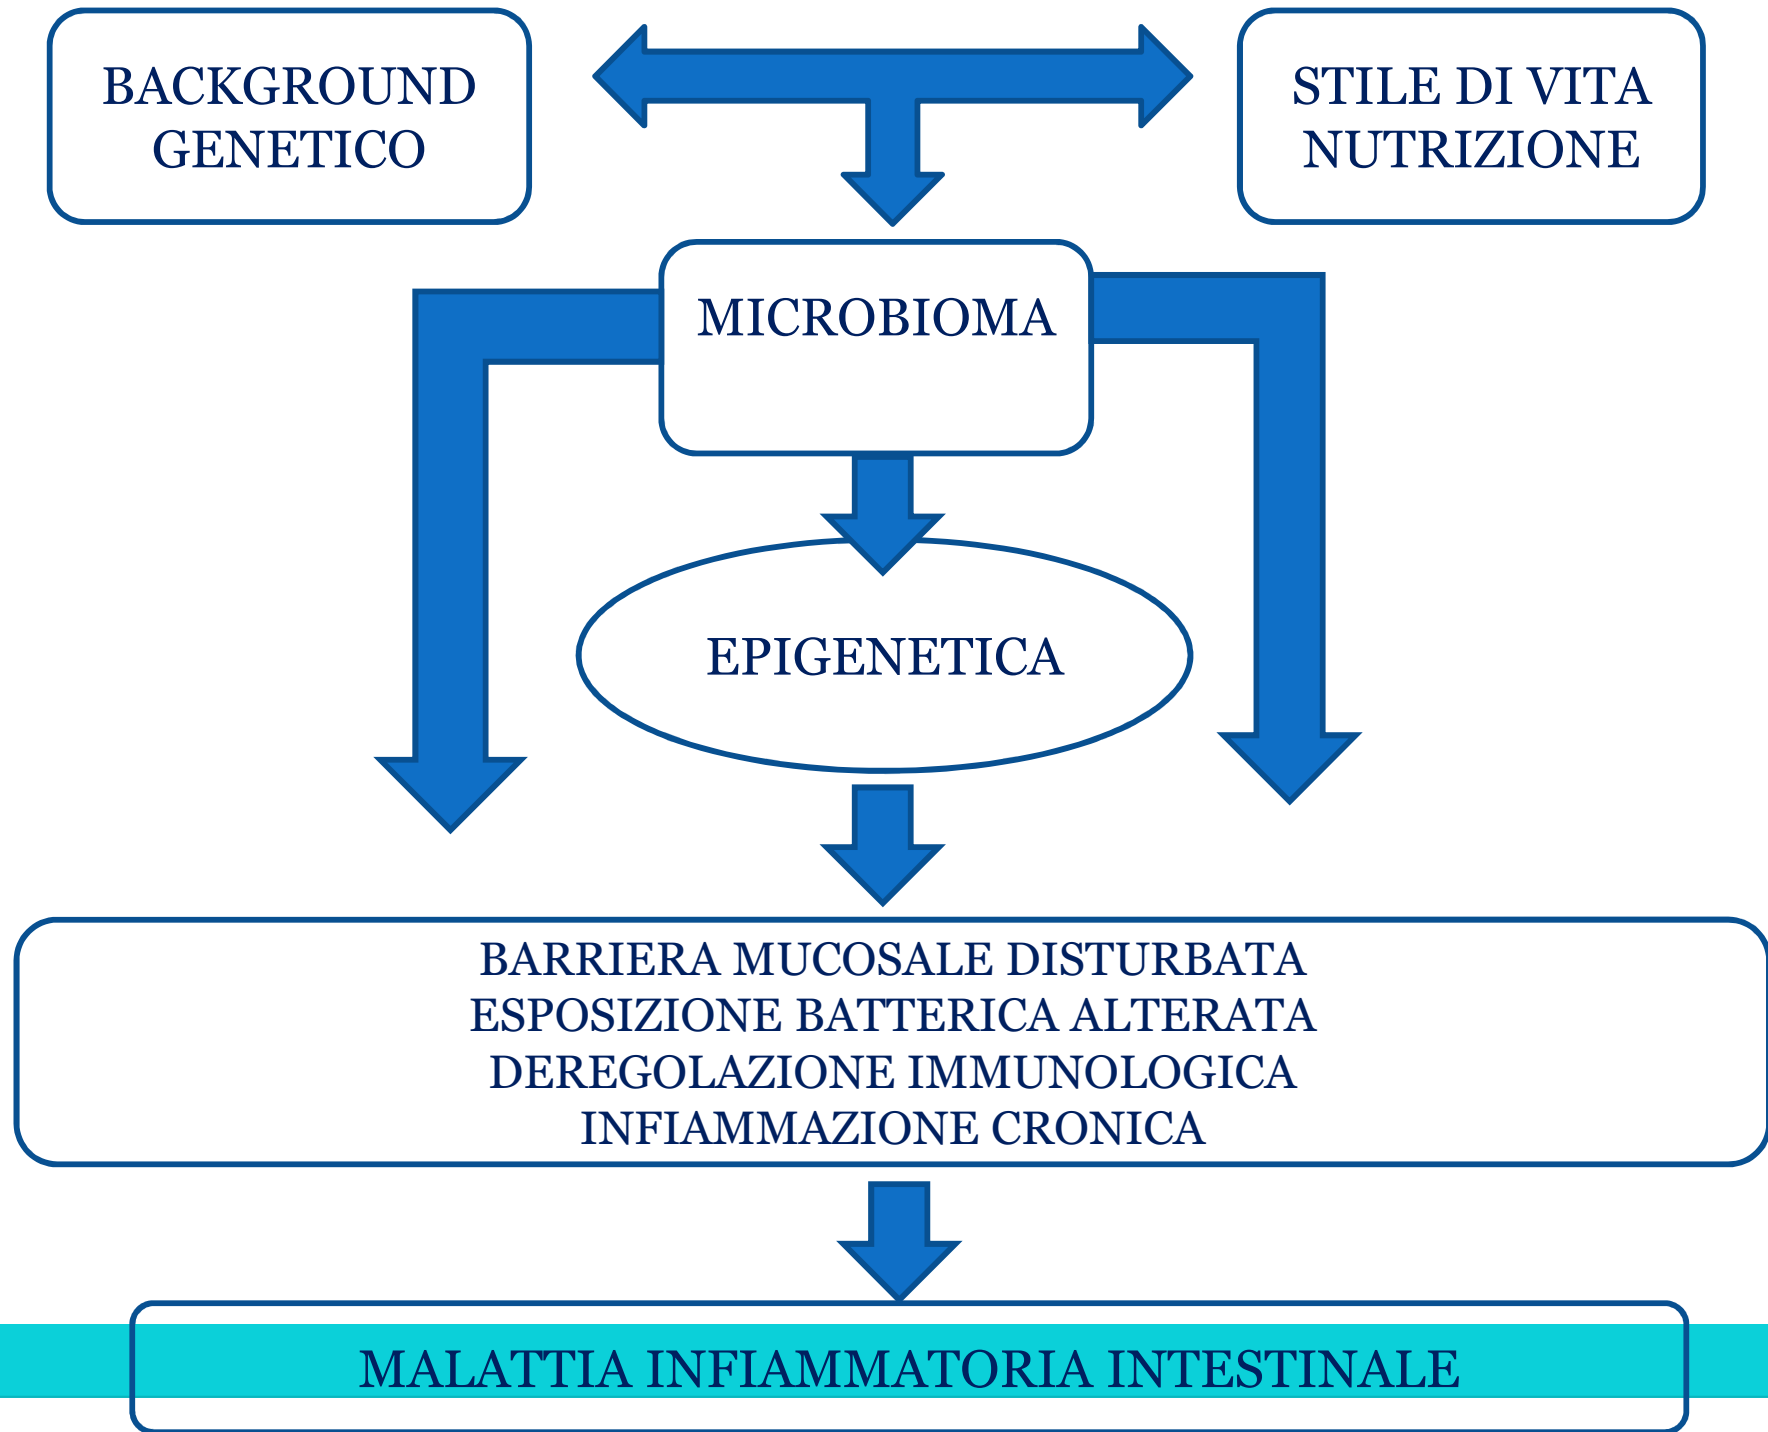 BACKGROUND
GENETICO
STILE DI VITA
NUTRIZIONE
MICROBIOMA
EPIGENETICA
BARRIERA MUCOSALE DISTURBATA
ESPOSIZIONE BATTERICA ALTERATA
DEREGOLAZIONE IMMUNOLOGICA
INFIAMMAZIONE CRONICA
MALATTIA INFIAMMATORIA INTESTINALE